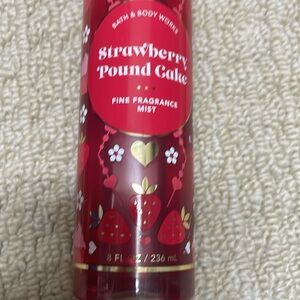 BATH & BODY WORKS
Strawberry
Pound Cake
FINE FRAGRANCE
MIST
8 FL OZ / 236 mL